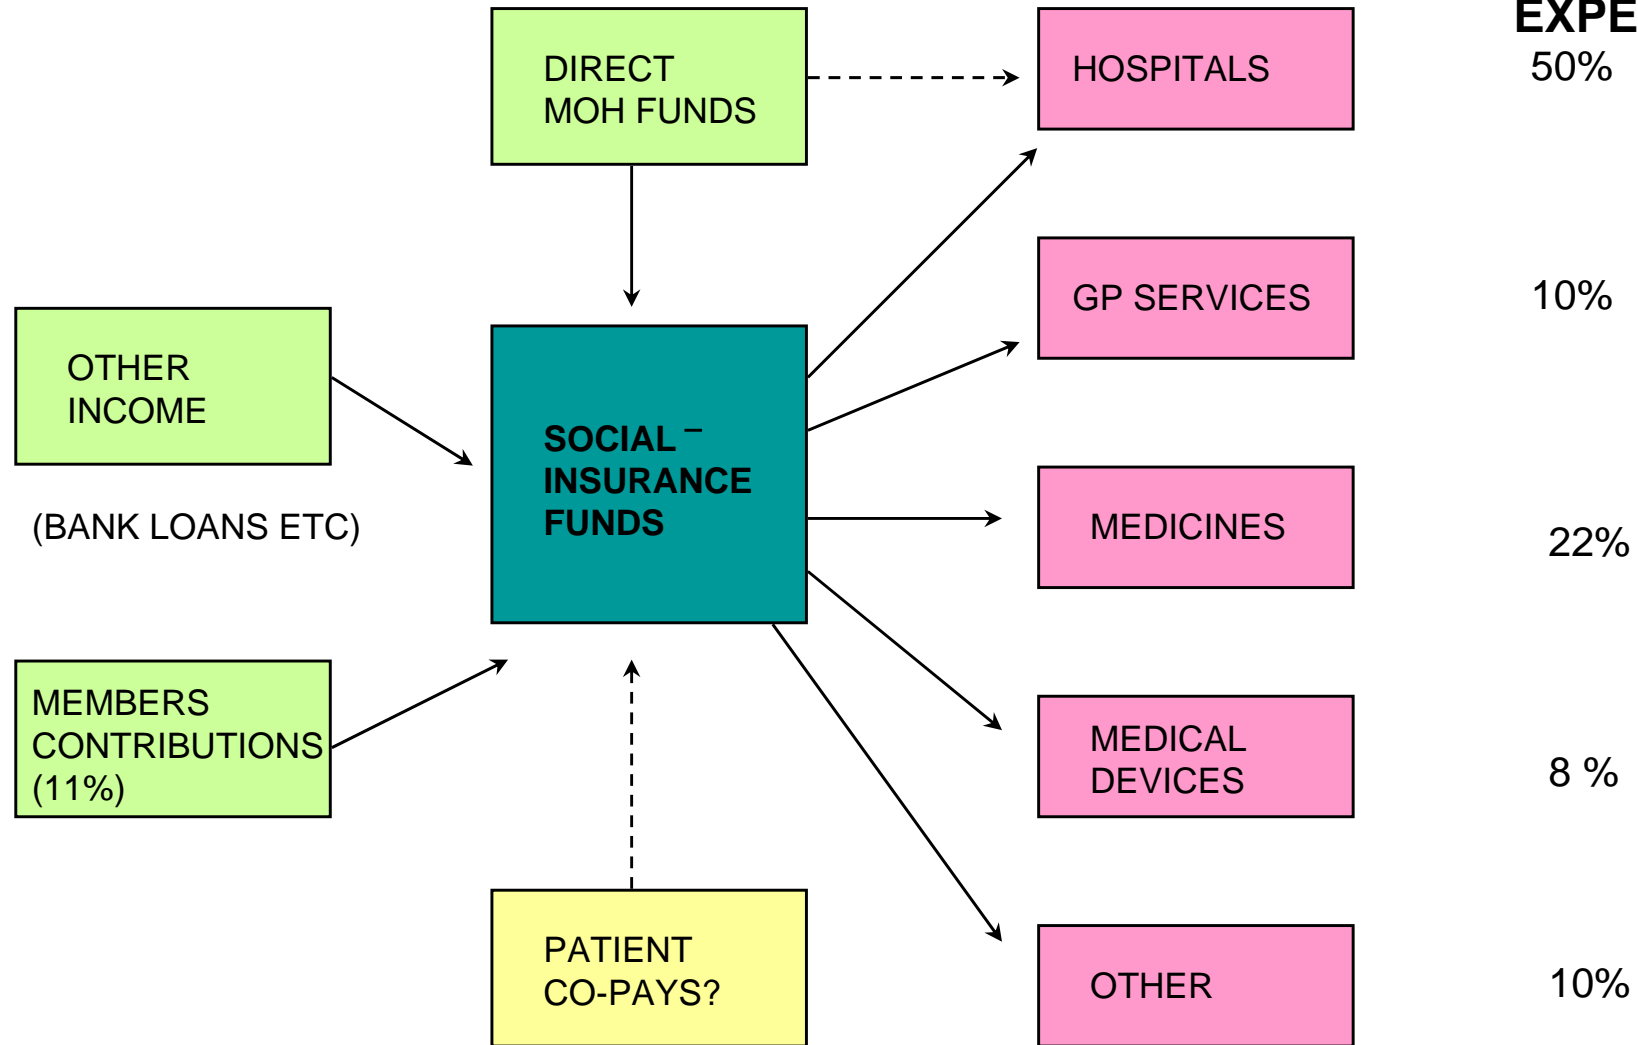 EXPE
DIRECT
MOH FUNDS
HOSPITALS
50%
GP SERVICES
10%
OTHER
INCOME
(BANK LOANS ETC)
SOCIAL –
INSURANCE
FUNDS
MEDICINES
22%
MEMBERS
CONTRIBUTIONS
(11%)
MEDICAL
DEVICES
8 %
PATIENT
CO-PAYS?
OTHER
10%